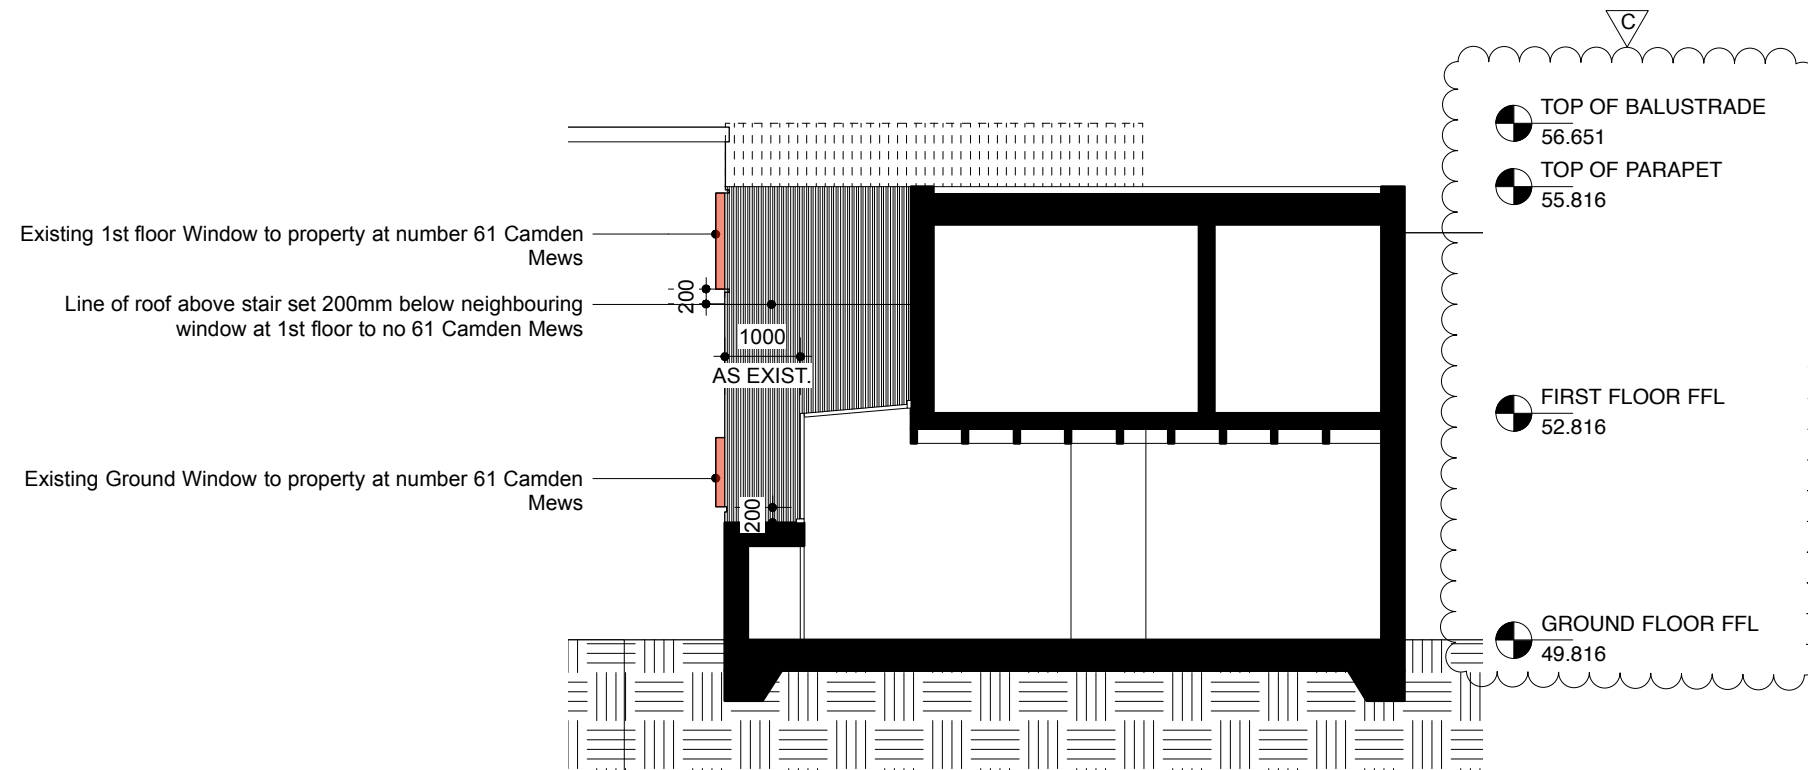 C
TOP OF BALUSTRADE
56.651
TOP OF PARAPET
55.816
Existing 1st floor Window to property at number 61 Camden
Mews
200
Line of roof above stair set 200mm below neighbouring
window at 1st floor to no 61 Camden Mews
1000
AS EXIST.
FIRST FLOOR FFL
52.816
Existing Ground Window to property at number 61 Camden
Mews
200
GROUND FLOOR FFL
49.816